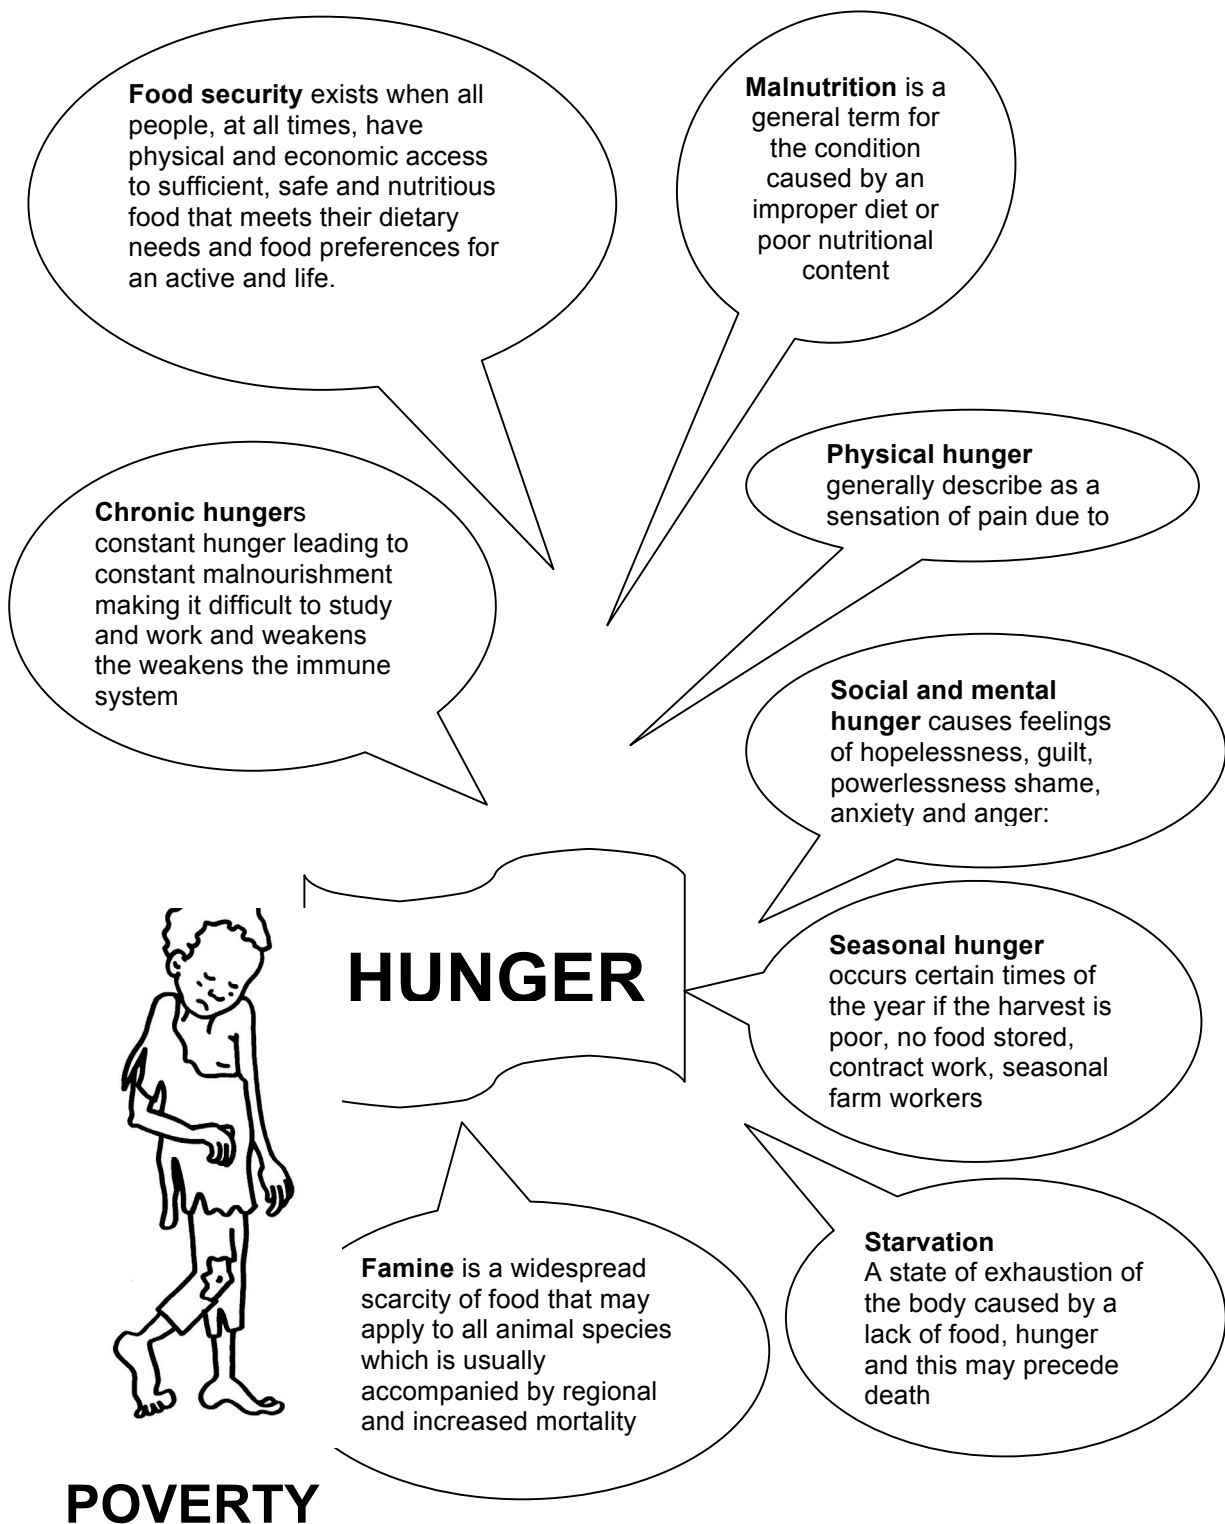 Food security exists when all
people, at all times, have
physical and economic access
to sufficient, safe and nutritious
food that meets their dietary
needs and food preferences for
an active and life.
Malnutrition is a
general term for
the condition
caused by an
improper diet or
poor nutritional
content
Physical hunger
generally describe as a
sensation of pain due to
Chronic hungers
constant hunger leading to
constant malnourishment
making it difficult to study
and work and weakens
the weakens the immune
system
Social and mental
hunger causes feelings
of hopelessness, guilt,
powerlessness shame,
anxiety and anger:
HUNGER
Seasonal hunger
occurs certain times of
the year if the harvest is
poor, no food stored,
contract work, seasonal
farm workers
Famine is a widespread
scarcity of food that may
apply to all animal species
which is usually
accompanied by regional
and increased mortality
Starvation
A state of exhaustion of
the body caused by a
lack of food, hunger
and this may precede
death
POVERTY